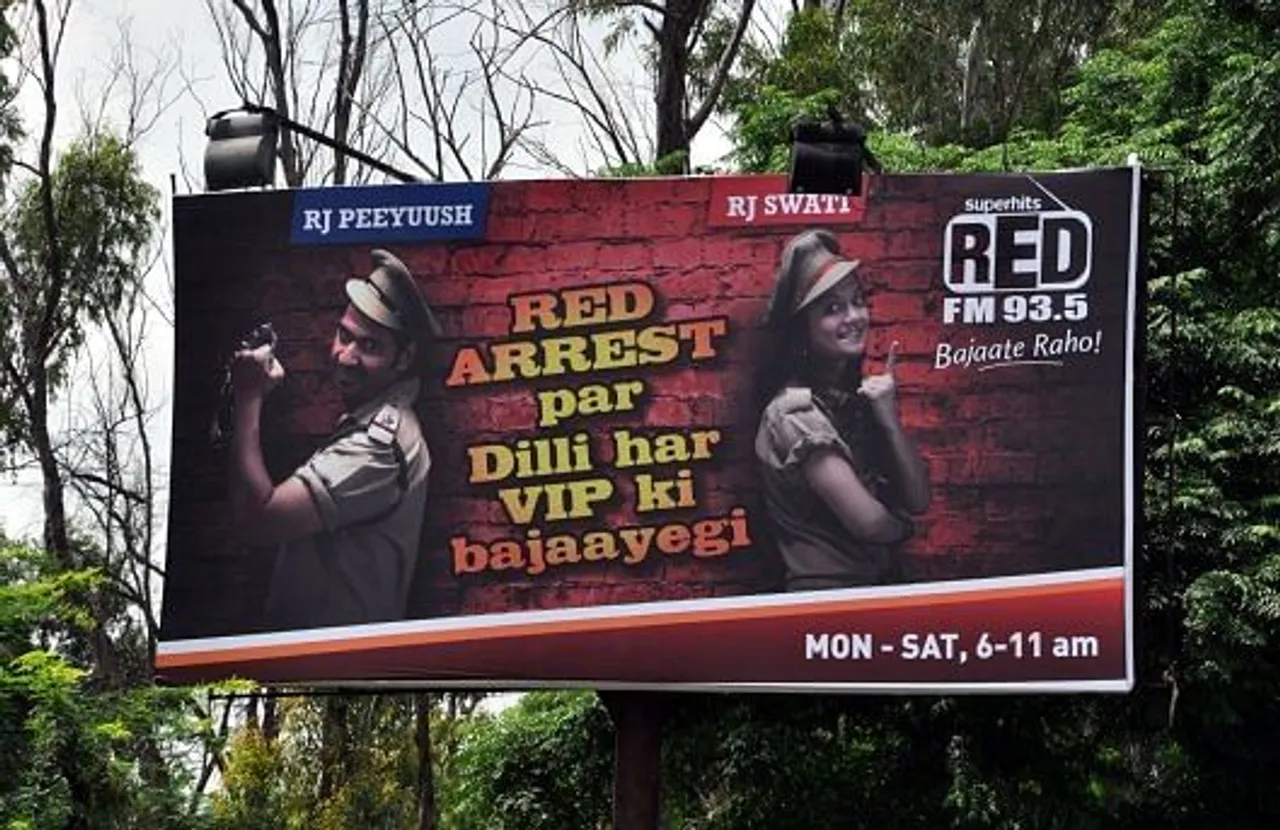 RJ PEEYUUSH
RJ SWATI
superhits
RED
FM 93.5
Bajaate Raho!
RED
ARREST
par
Dilli har
VIP ki
bajaayegi
MON - SAT, 6-11 am